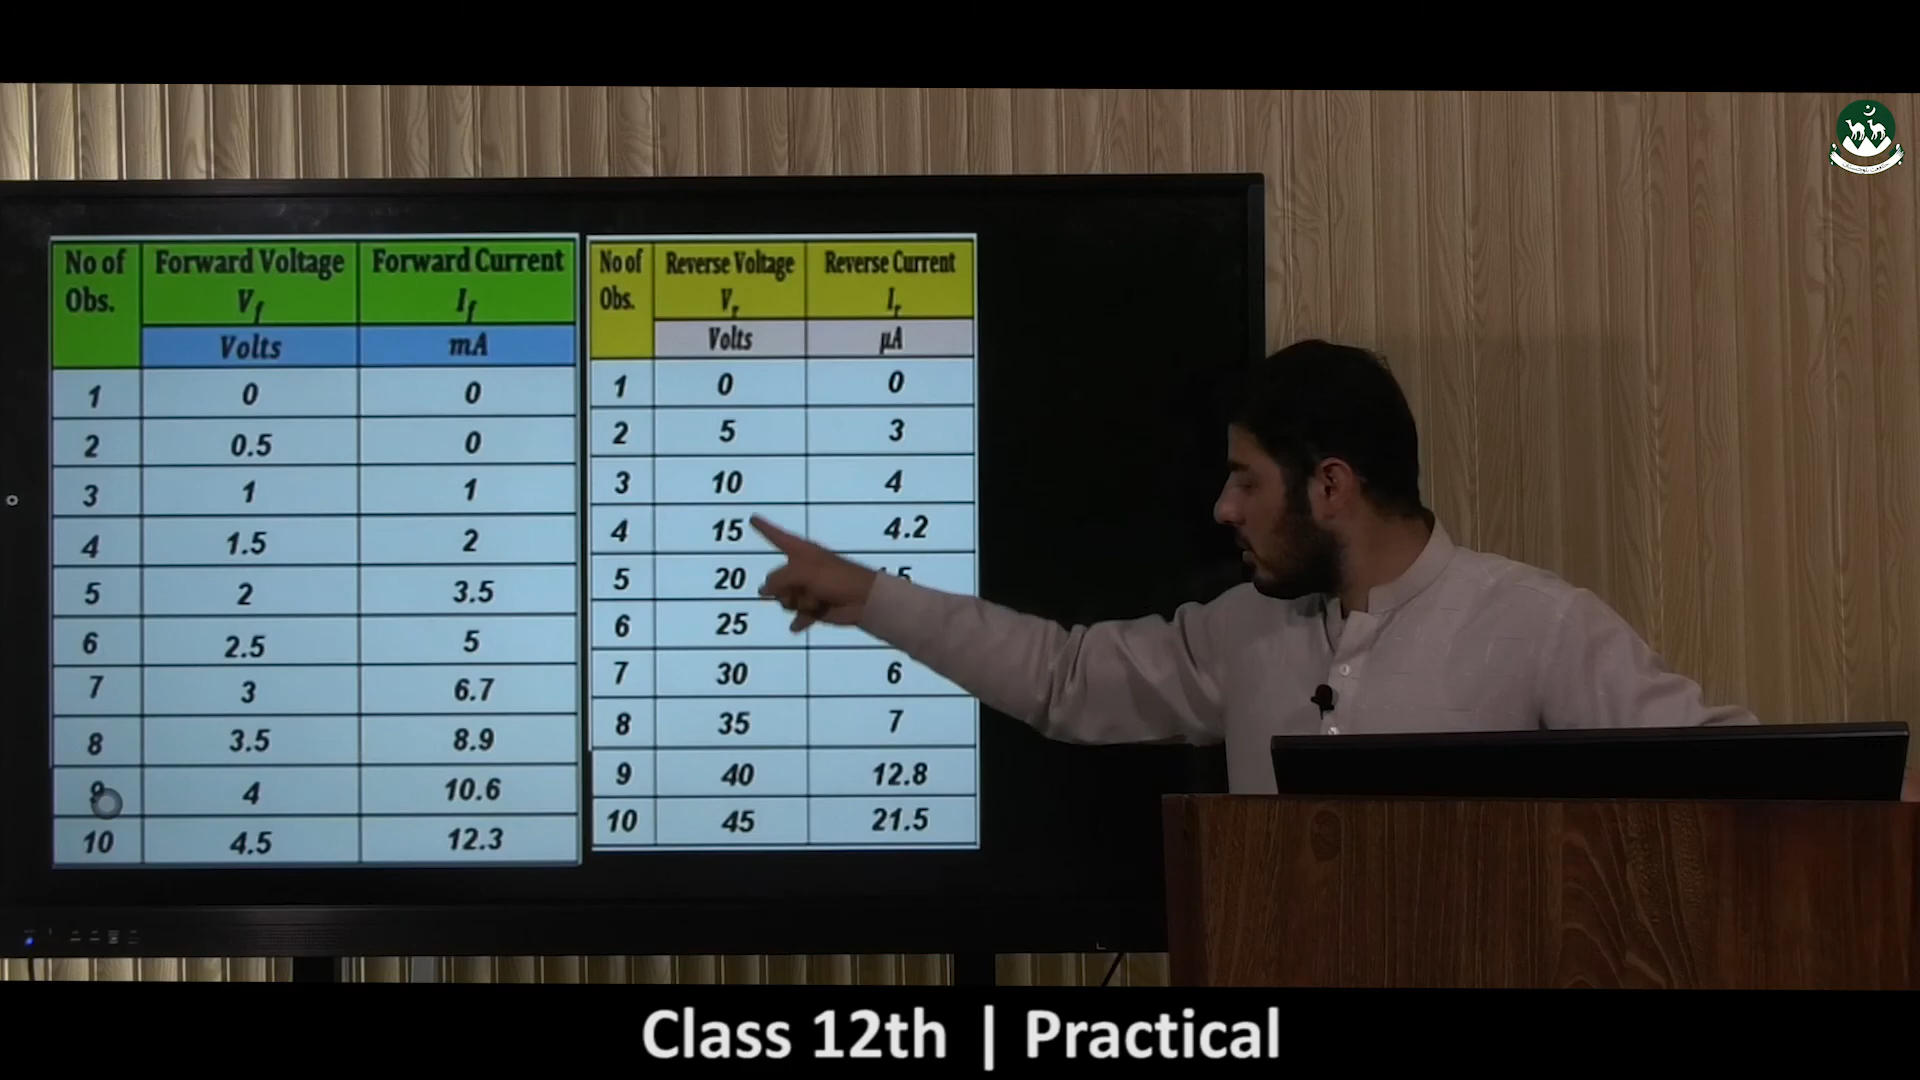 No of Obs. Forward Voltage V_f Forward Current I_f
Volts mA
1 0 0
2 0.5 0
3 1 1
4 1.5 2
5 2 3.5
6 2.5 5
7 3 6.7
8 3.5 8.9
9 4 10.6
10 4.5 12.3
No of Obs. Reverse Voltage V_r Reverse Current I_r
Volts µA
1 0 0
2 5 3
3 10 4
4 15 4.2
5 20
6 25
7 30 6
8 35 7
9 40 12.8
10 45 21.5
Class 12th | Practical